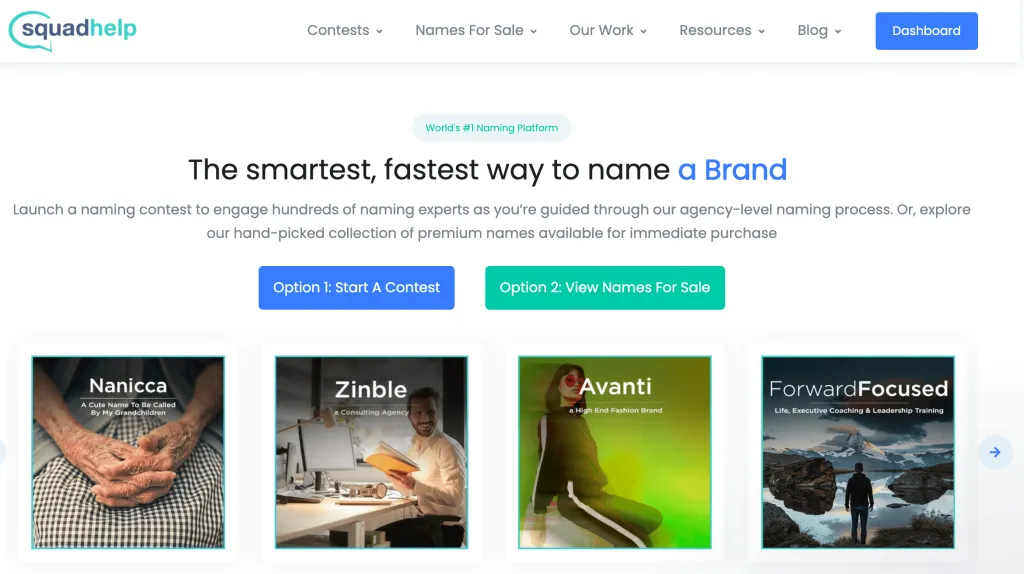 squadhelp
Contests
Names For Sale
Our Work
Resources
Blog
Dashboard
World's #1 Naming Platform
The smartest, fastest way to name a Brand
Launch a naming contest to engage hundreds of naming experts as you’re guided through our agency-level naming process. Or, explore
our hand-picked collection of premium names available for immediate purchase
Option 1: Start A Contest
Option 2: View Names For Sale
Nanicca
A Cute Name To Be Called
By My Grandchildren
Zinble
a Consulting Agency
Avanti
a High End Fashion Brand
ForwardFocused
Life, Executive Coaching & Leadership Training